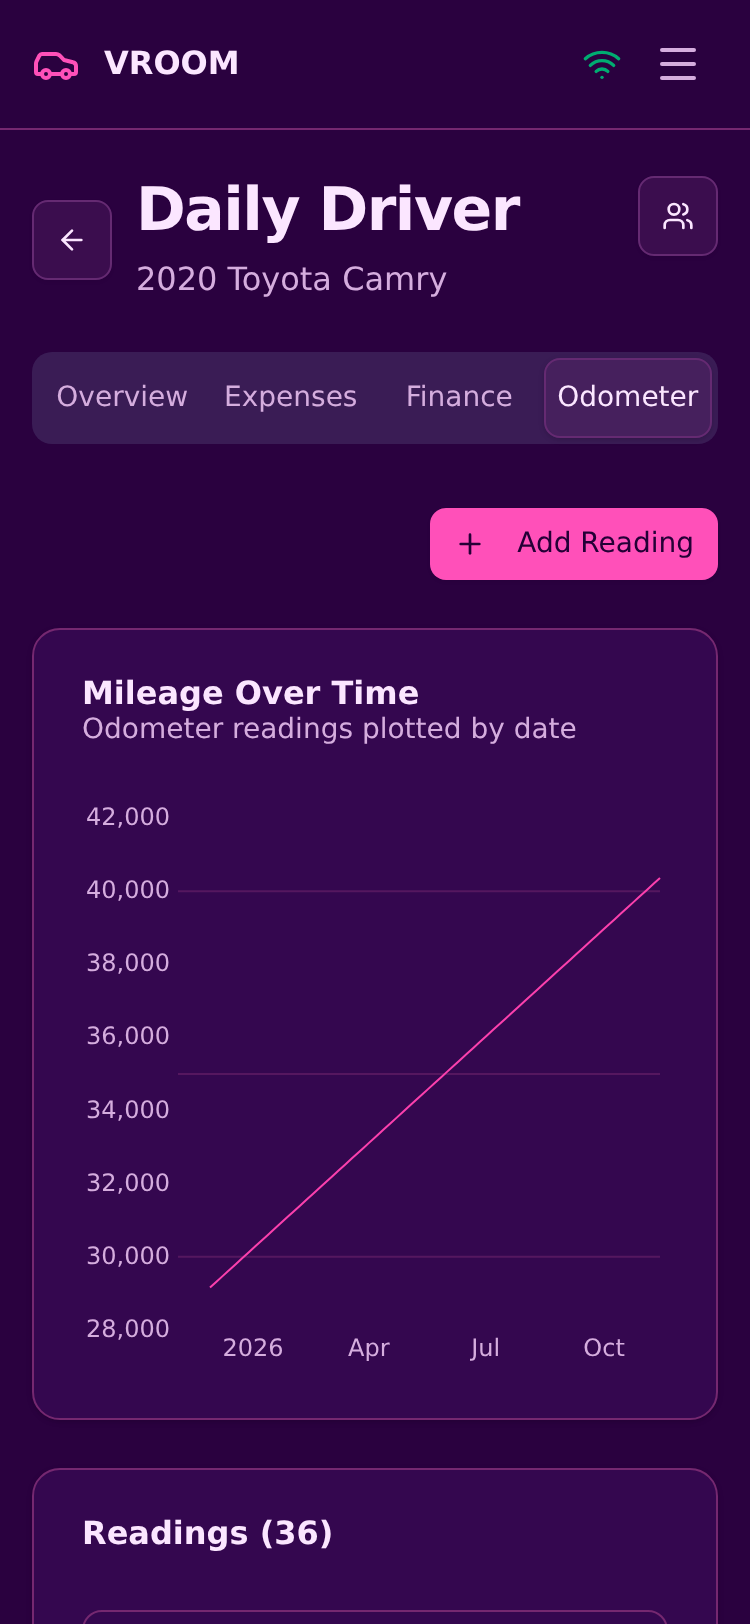 VROOM
Daily Driver
2020 Toyota Camry
Overview Expenses Finance Odometer
Add Reading
Mileage Over Time
Odometer readings plotted by date
42,000
40,000
38,000
36,000
34,000
32,000
30,000
28,000
2026 Apr Jul Oct
Readings (36)